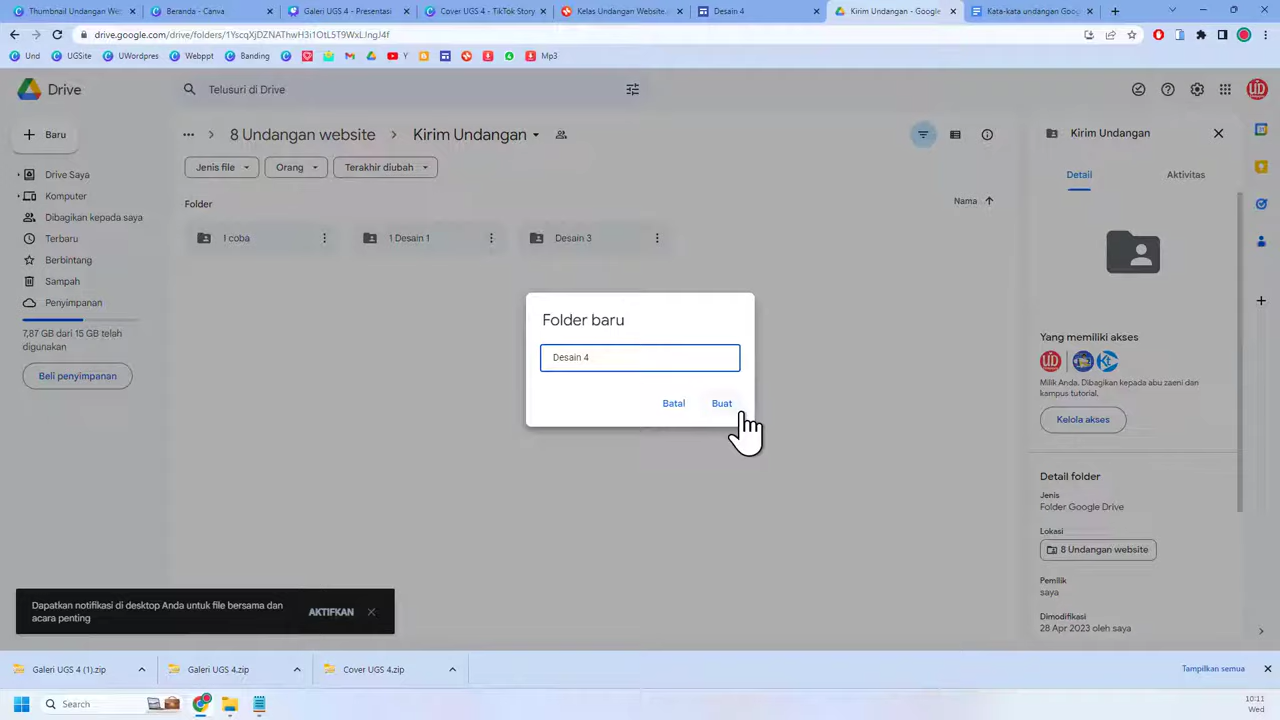 Thumbnail Undangan We
Beranda - Canva
Galeri UGS 4 - Presentasi
Cover UGS 4 - TikTok Story
Kelas Undangan Website
Desain 4
Kirim Undangan - Google
Kata-kata undangan Goog
drive.google.com/drive/folders/1YscqXjDZNAThwH3i1OtL5T9WxLJngJ4f
Und
UGSite
UWordpres
Webppt
Banding
Y
Mp3
Drive
Telusuri di Drive
Baru
8 Undangan website
Kirim Undangan
Kirim Undangan
Jenis file
Orang
Terakhir diubah
Detail
Aktivitas
Drive Saya
Komputer
Dibagikan kepada saya
Terbaru
Berbintang
Sampah
Penyimpanan
7,87 GB dari 15 GB telah
digunakan
Beli penyimpanan
Folder
Nama
1 coba
1 Desain 1
Desain 3
Folder baru
Desain 4
Batal
Buat
Yang memiliki akses
Milik Anda. Dibagikan kepada abu zaeni dan
kampus tutorial.
Kelola akses
Detail folder
Jenis
Folder Google Drive
Lokasi
8 Undangan website
Pemilik
saya
Dimodifikasi
28 Apr 2023 oleh saya
Dapatkan notifikasi di desktop Anda untuk file bersama dan
acara penting
AKTIFKAN
Galeri UGS 4 (1).zip
Galeri UGS 4.zip
Cover UGS 4.zip
Tampilkan semua
Search
10:11
Wed